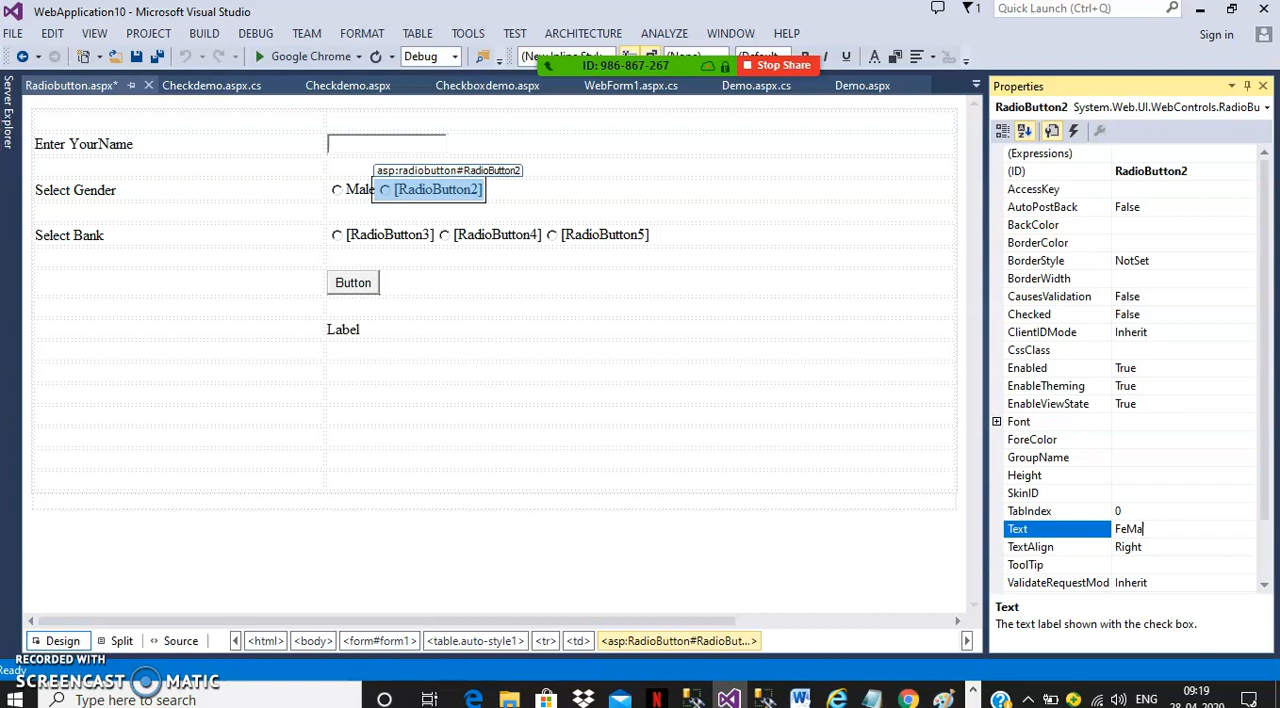 WebApplication10 - Microsoft Visual Studio
1
Quick Launch (Ctrl+Q)
FILE EDIT VIEW PROJECT BUILD DEBUG TEAM FORMAT TABLE TOOLS TEST ARCHITECTURE ANALYZE WINDOW HELP
Sign in
Google Chrome
Debug
ID: 986-867-267
Stop Share
Server Explorer
Radiobutton.aspx* Checkdemo.aspx.cs Checkdemo.aspx Checkboxdemo.aspx WebForm1.aspx.cs Demo.aspx.cs Demo.aspx
Enter YourName
asp:radiobutton#RadioButton2
Select Gender
Male
[RadioButton2]
Select Bank
[RadioButton3] [RadioButton4] [RadioButton5]
Button
Label
Properties
RadioButton2 System.Web.UI.WebControls.RadioBu
(Expressions)
(ID) RadioButton2
AccessKey
AutoPostBack False
BackColor
BorderColor
BorderStyle NotSet
BorderWidth
CausesValidation False
Checked False
ClientIDMode Inherit
CssClass
Enabled True
EnableTheming True
EnableViewState True
Font
ForeColor
GroupName
Height
SkinID
TabIndex 0
Text FeMa
TextAlign Right
ToolTip
ValidateRequestMod Inherit
Text
The text label shown with the check box.
Design Split Source <html> <body> <form#form1> <table.auto-style1> <tr> <td> <asp:RadioButton#RadioBut...>
Ready
RECORDED WITH
SCREENCAST MATIC
Type here to search
ENG
09:19
28-04-2020